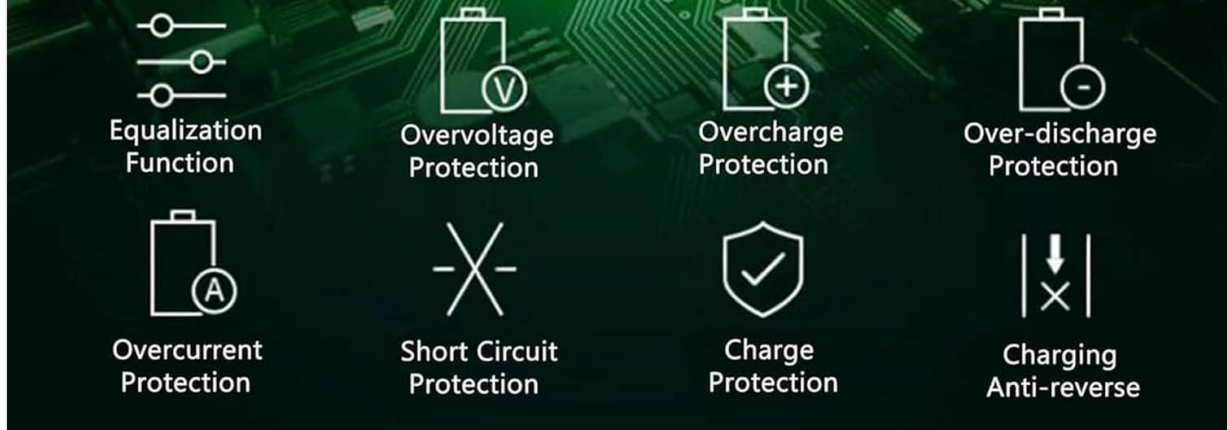 Equalization
Function
Overvoltage
Protection
Overcharge
Protection
Over-discharge
Protection
Overcurrent
Protection
Short Circuit
Protection
Charge
Protection
Charging
Anti-reverse
V
+
-
A